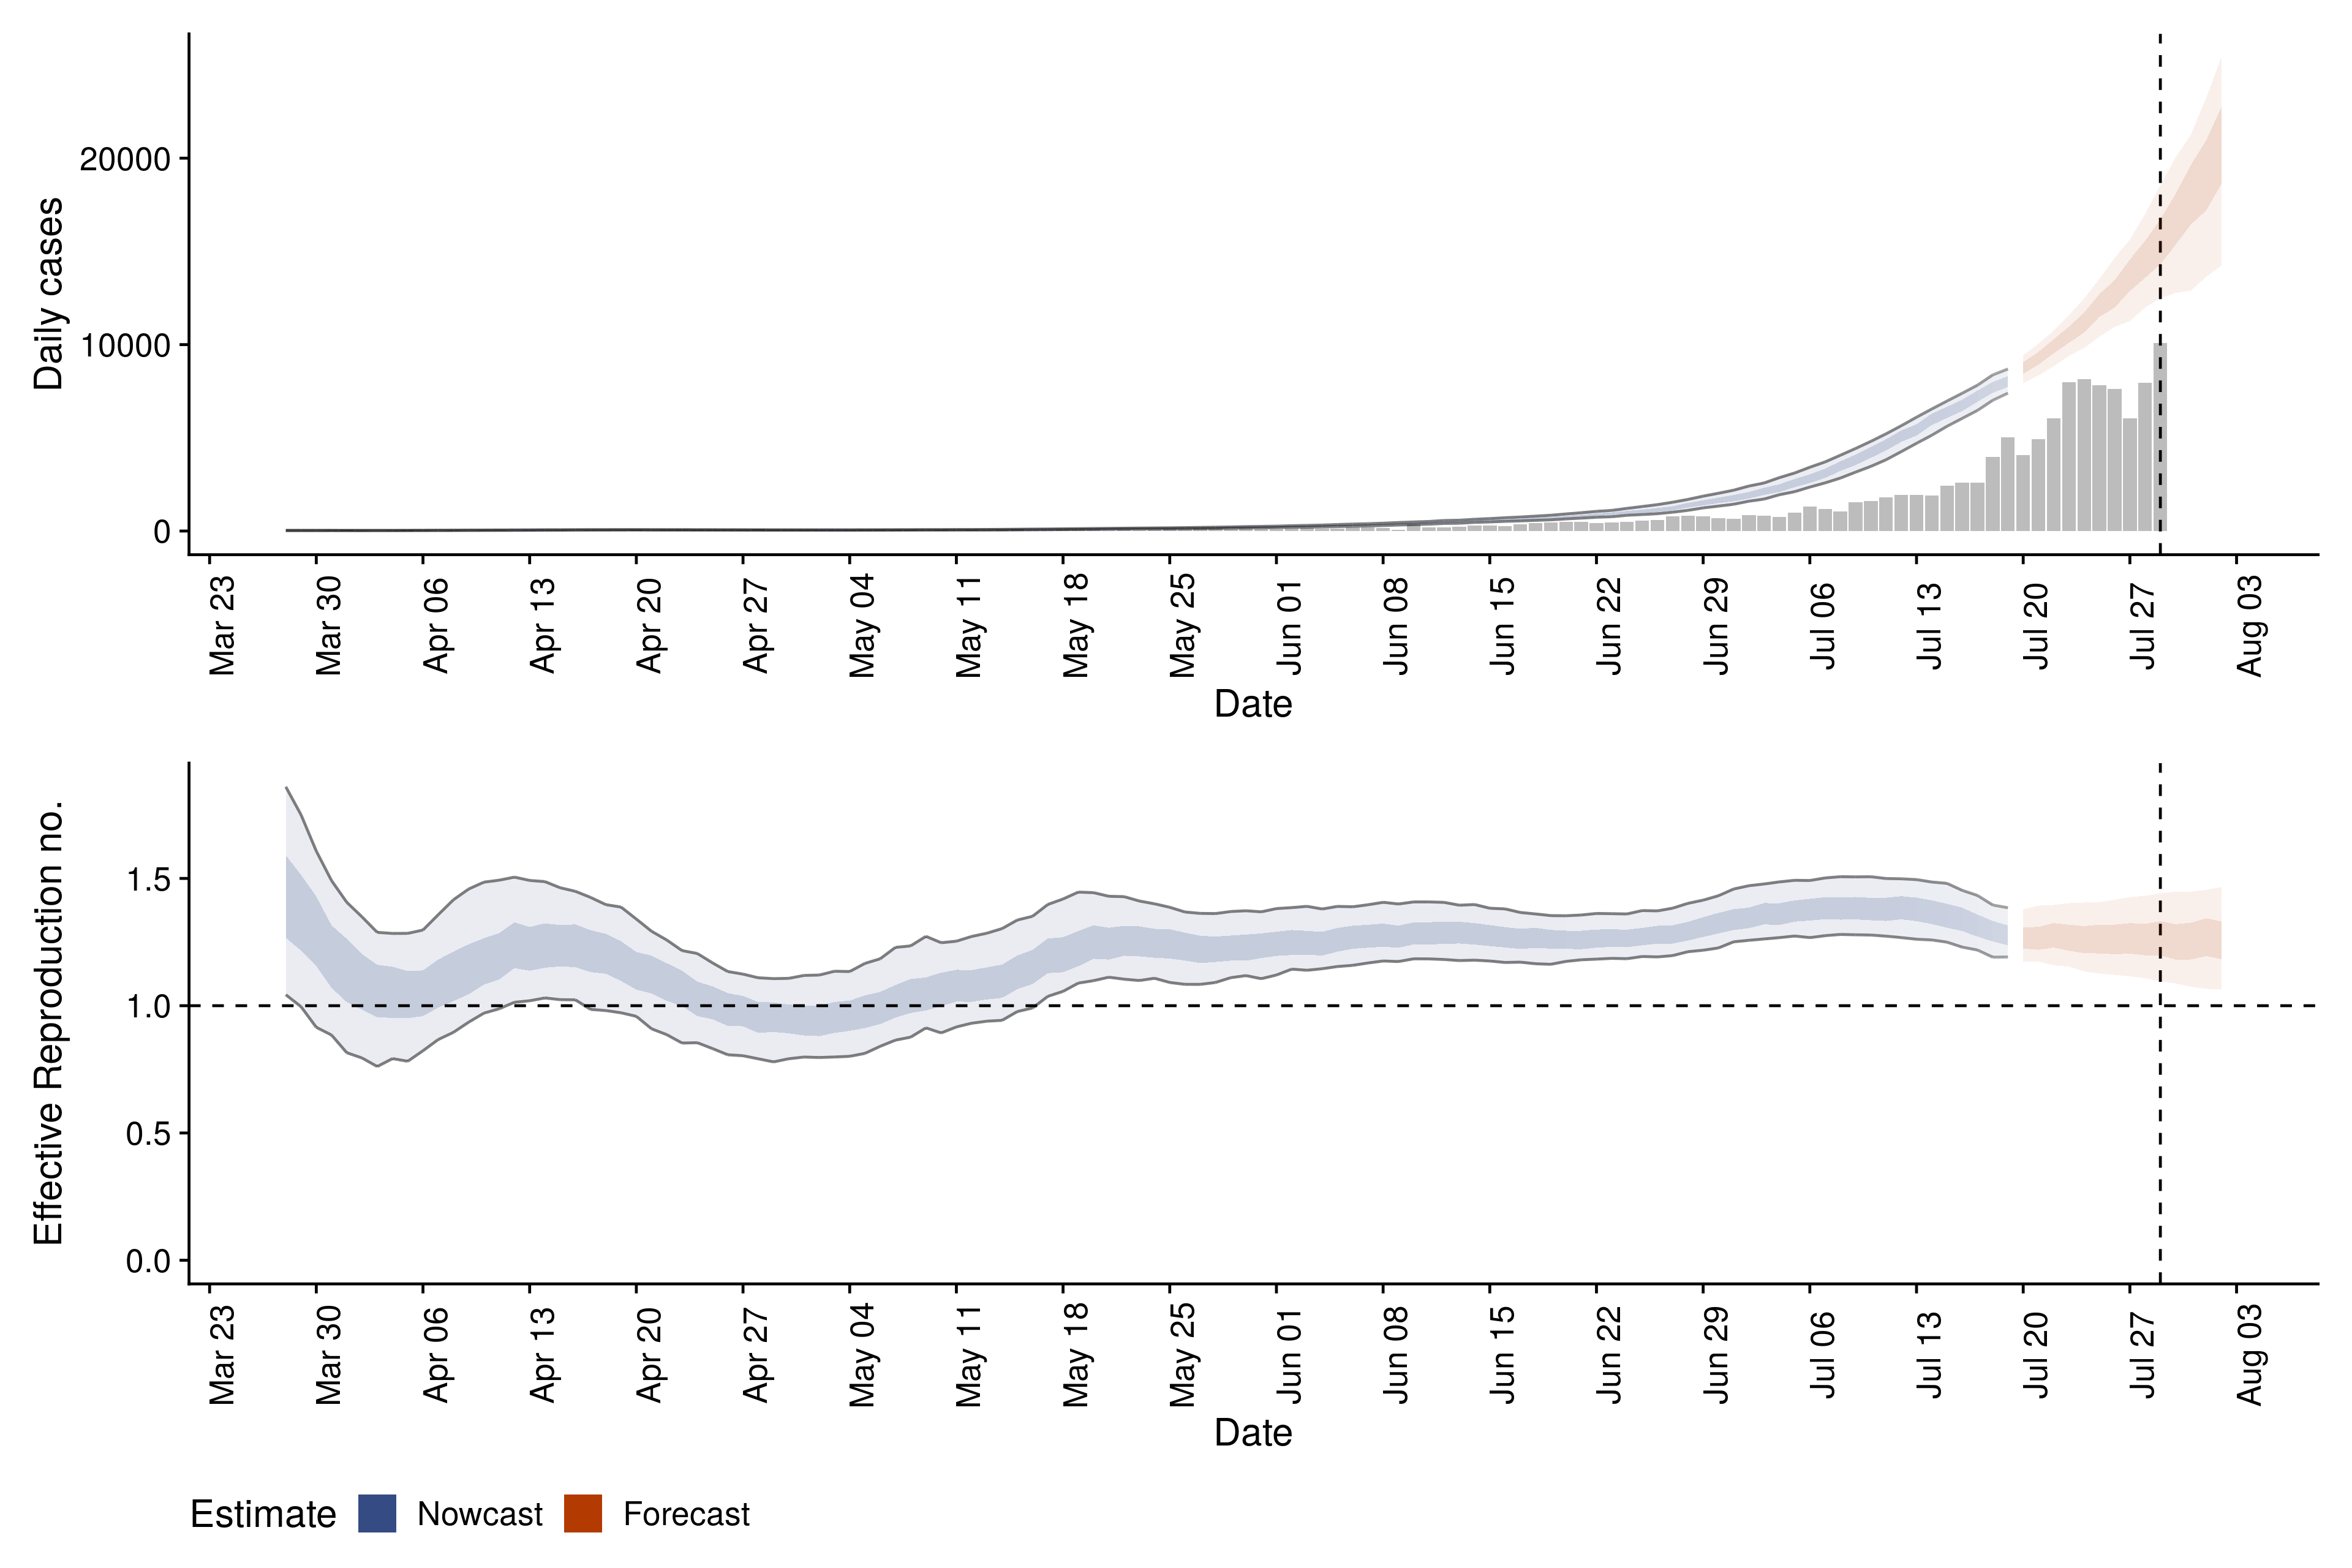 Daily cases
20000
10000
0
Mar 23
Mar 30
Apr 06
Apr 13
Apr 20
Apr 27
May 04
May 11
May 18
May 25
Jun 01
Jun 08
Jun 15
Jun 22
Jun 29
Jul 06
Jul 13
Jul 20
Jul 27
Aug 03
Date
Effective Reproduction no.
1.5
1.0
0.5
0.0
Mar 23
Mar 30
Apr 06
Apr 13
Apr 20
Apr 27
May 04
May 11
May 18
May 25
Jun 01
Jun 08
Jun 15
Jun 22
Jun 29
Jul 06
Jul 13
Jul 20
Jul 27
Aug 03
Date
Estimate Nowcast Forecast